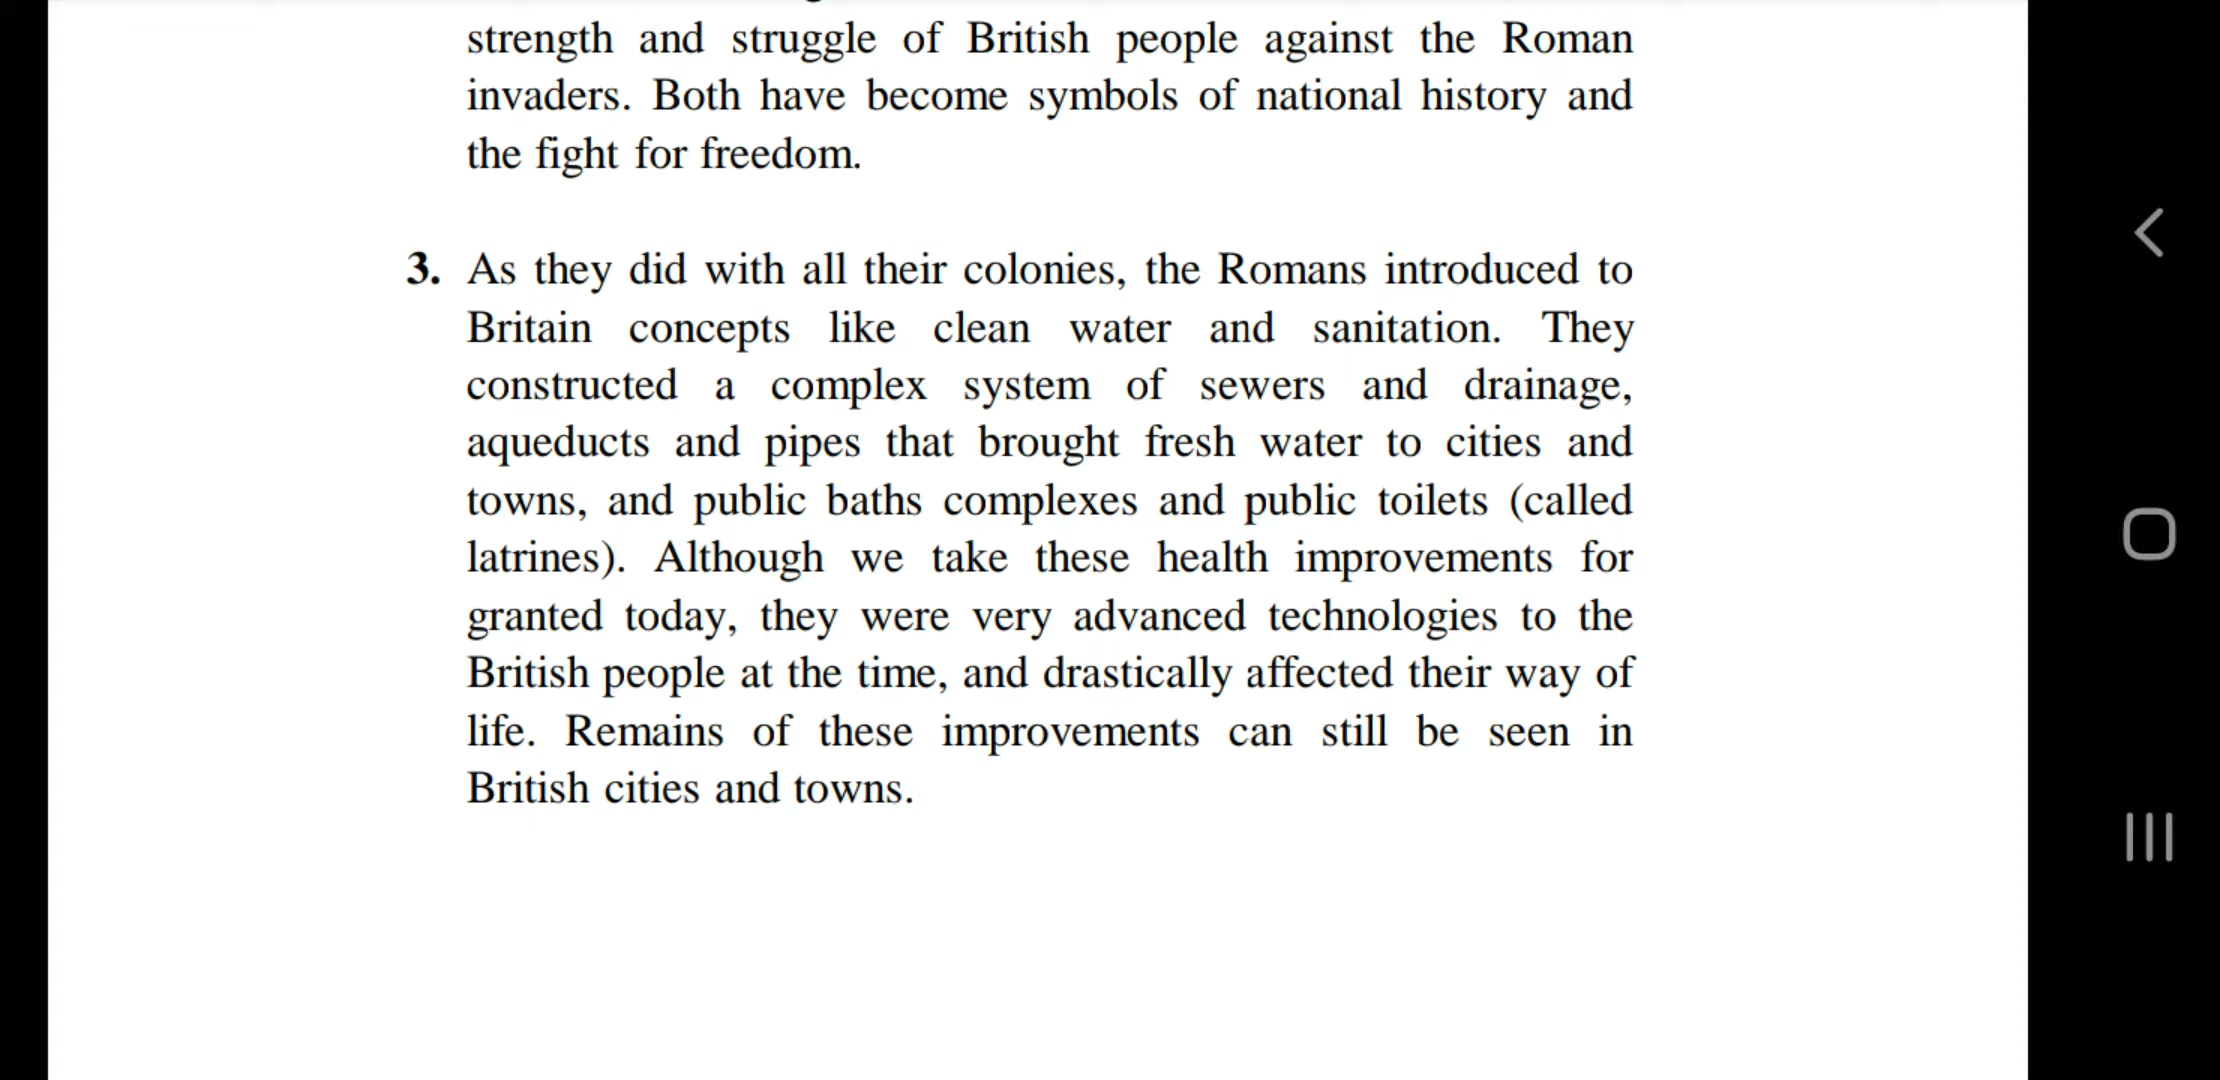 strength and struggle of British people against the Roman
invaders. Both have become symbols of national history and
the fight for freedom.
3. As they did with all their colonies, the Romans introduced to
Britain concepts like clean water and sanitation. They
constructed a complex system of sewers and drainage,
aqueducts and pipes that brought fresh water to cities and
towns, and public baths complexes and public toilets (called
latrines). Although we take these health improvements for
granted today, they were very advanced technologies to the
British people at the time, and drastically affected their way of
life. Remains of these improvements can still be seen in
British cities and towns.